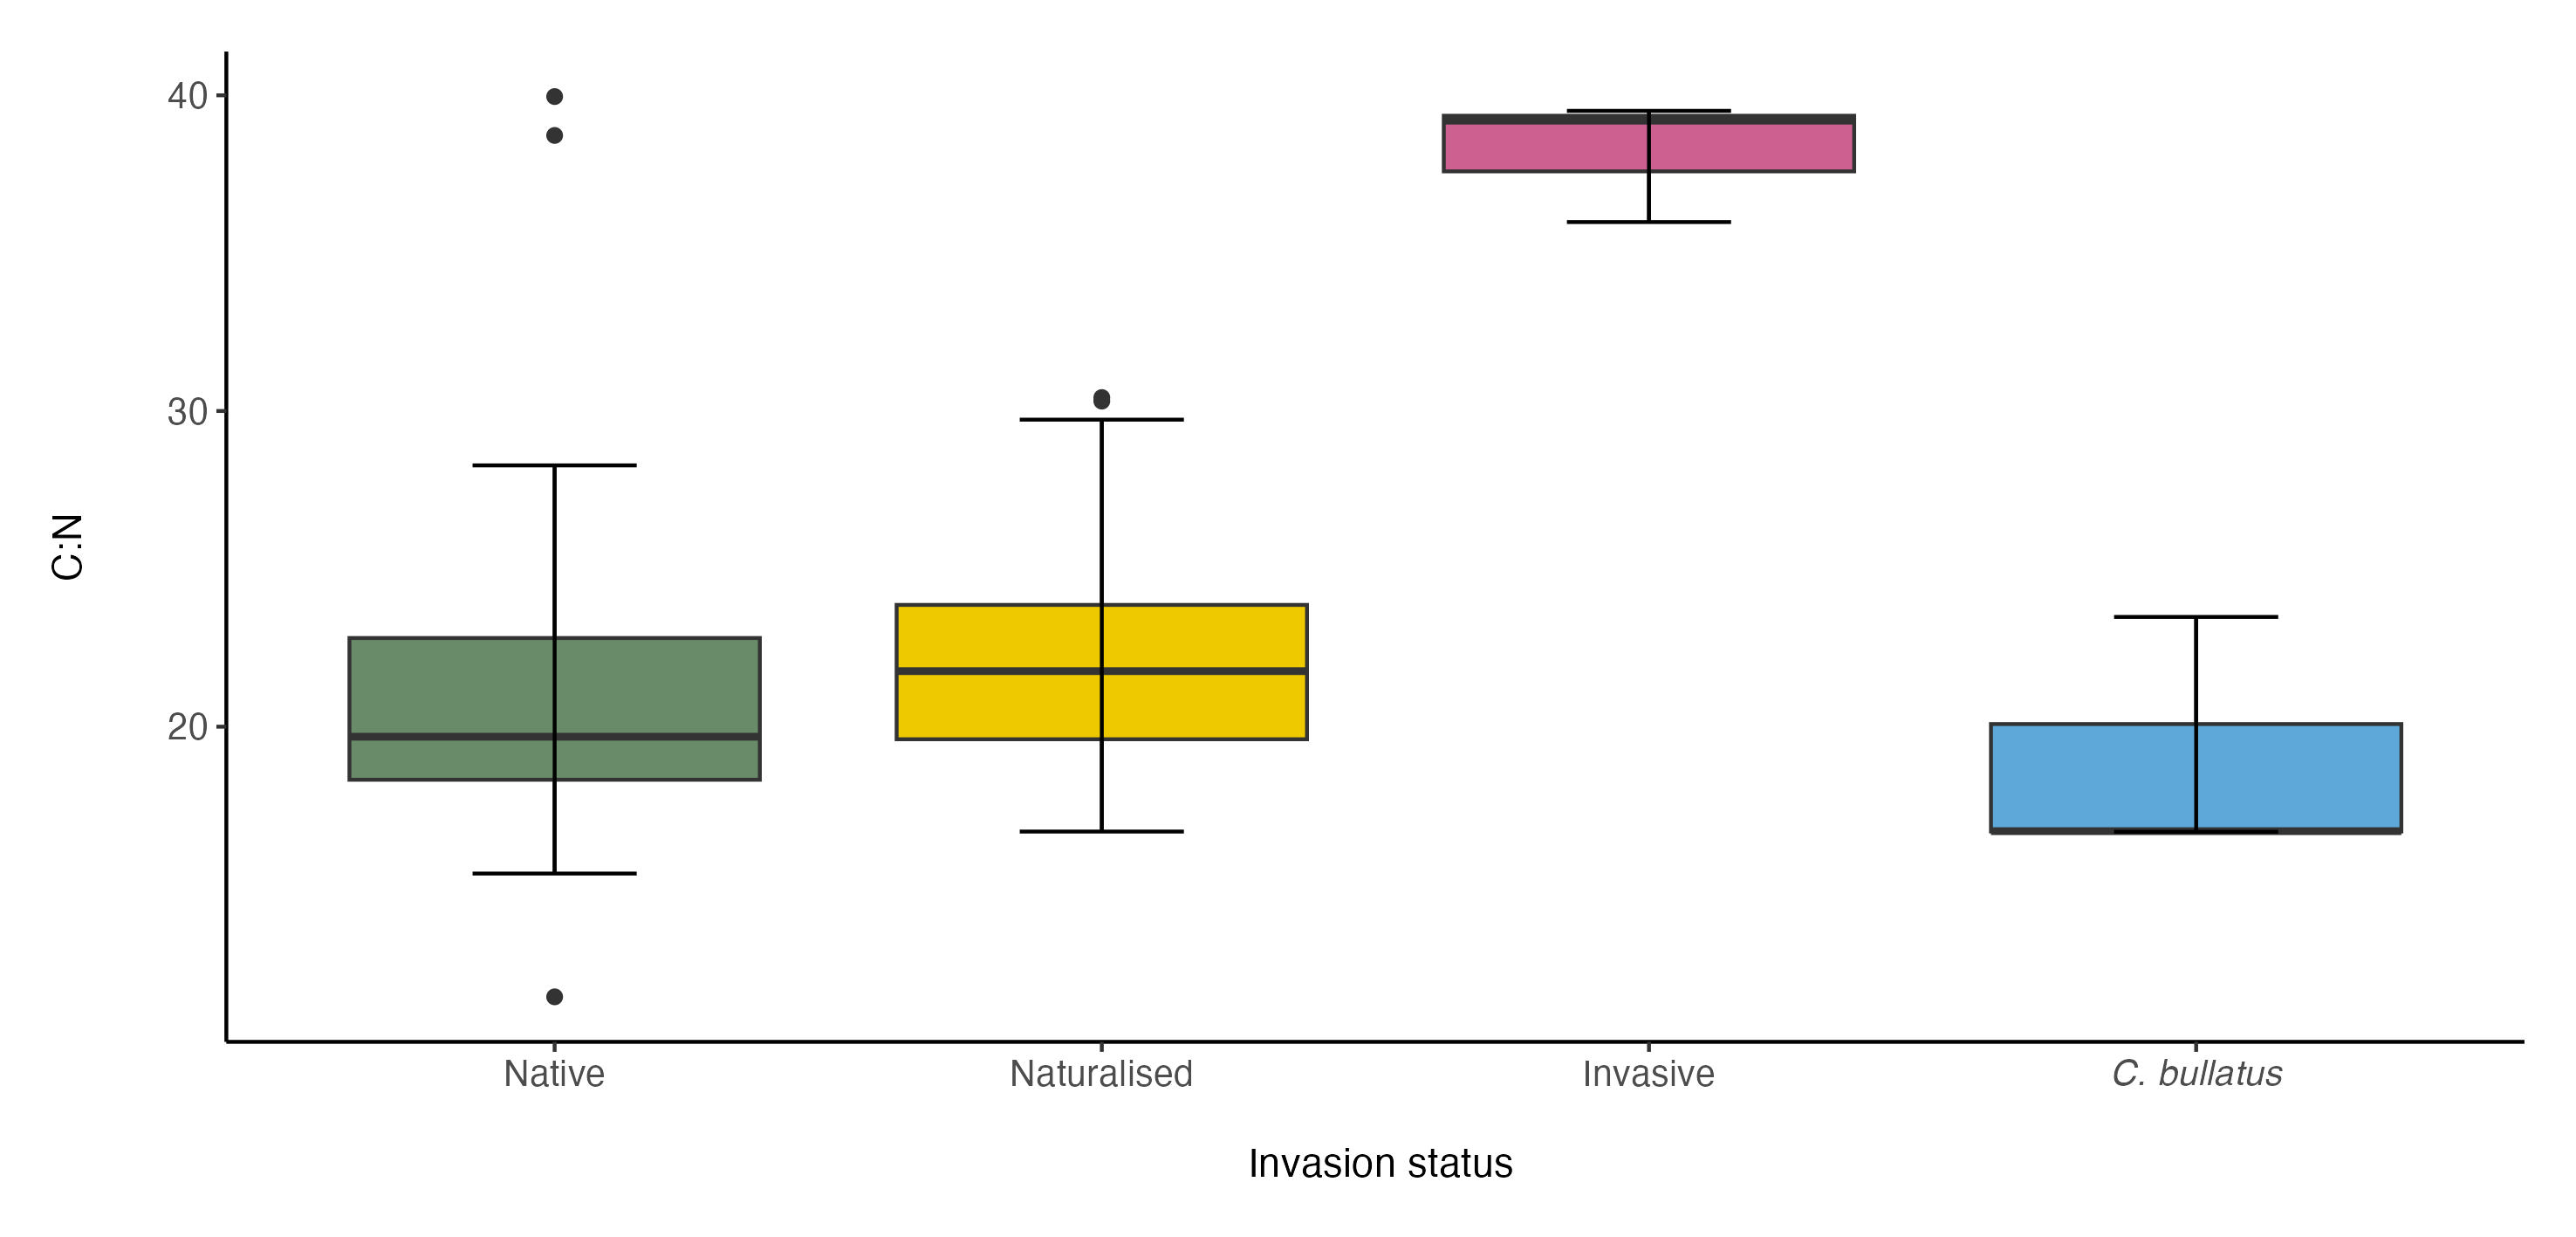 40
30
20
C:N
Native
Naturalised
Invasive
C. bullatus
Invasion status